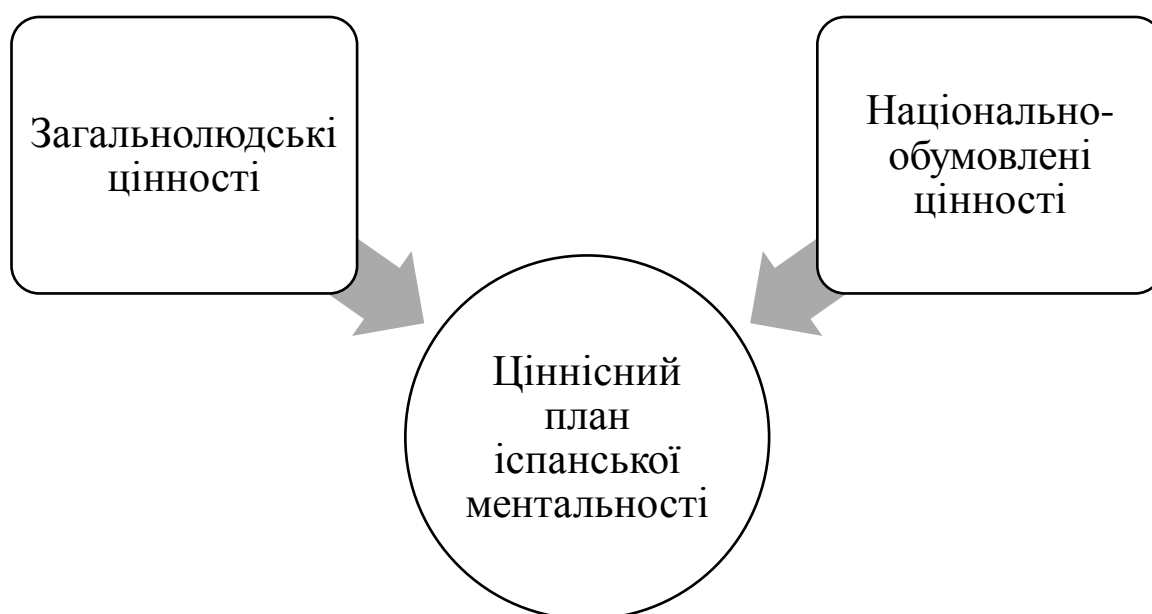 Загальнолюдські
цінності
Національно-
обумовлені
цінності
Ціннісний
план
іспанської
ментальності